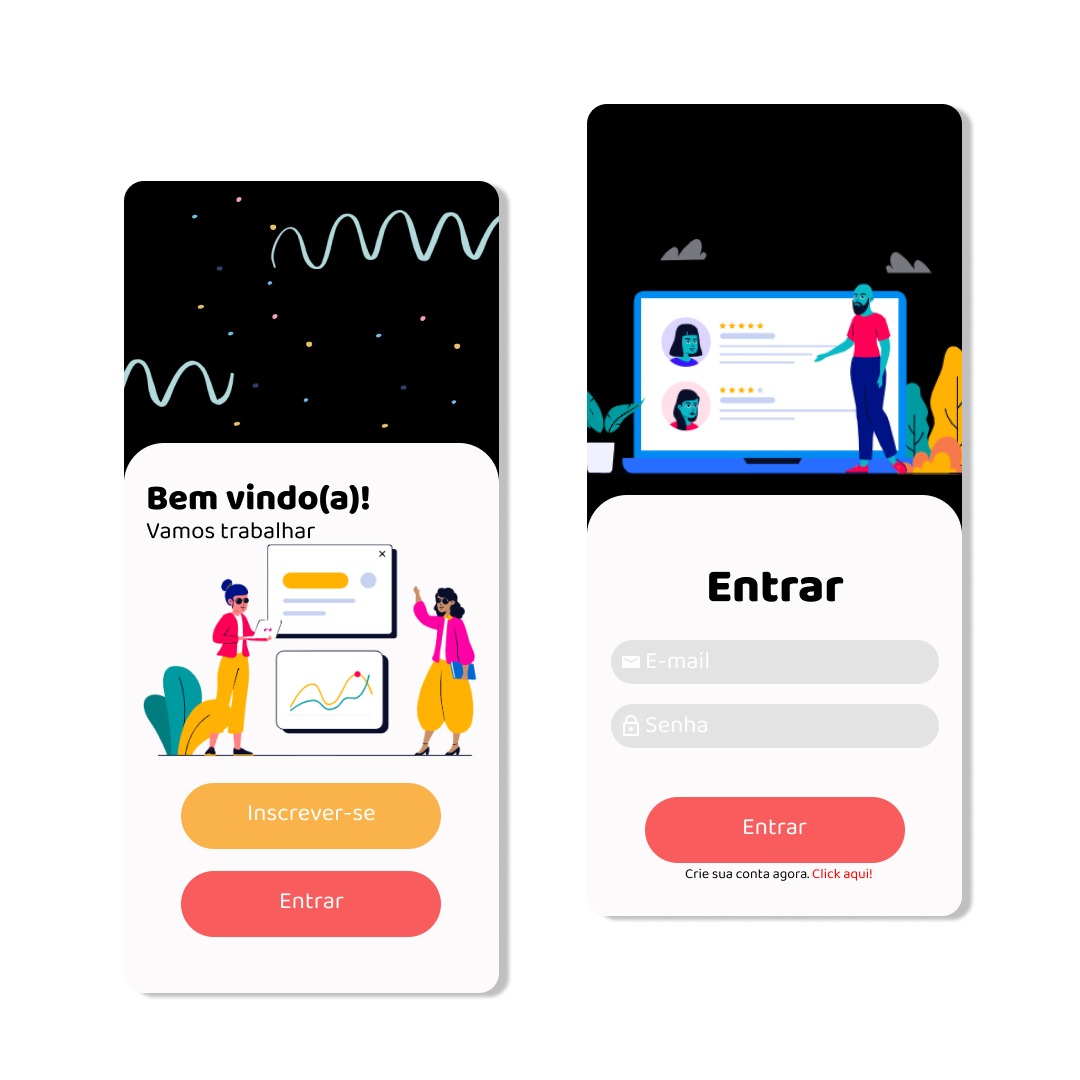 Bem vindo(a)!
Vamos trabalhar
Inscrever-se
Entrar
Entrar
E-mail
Senha
Entrar
Crie sua conta agora. Click aqui!